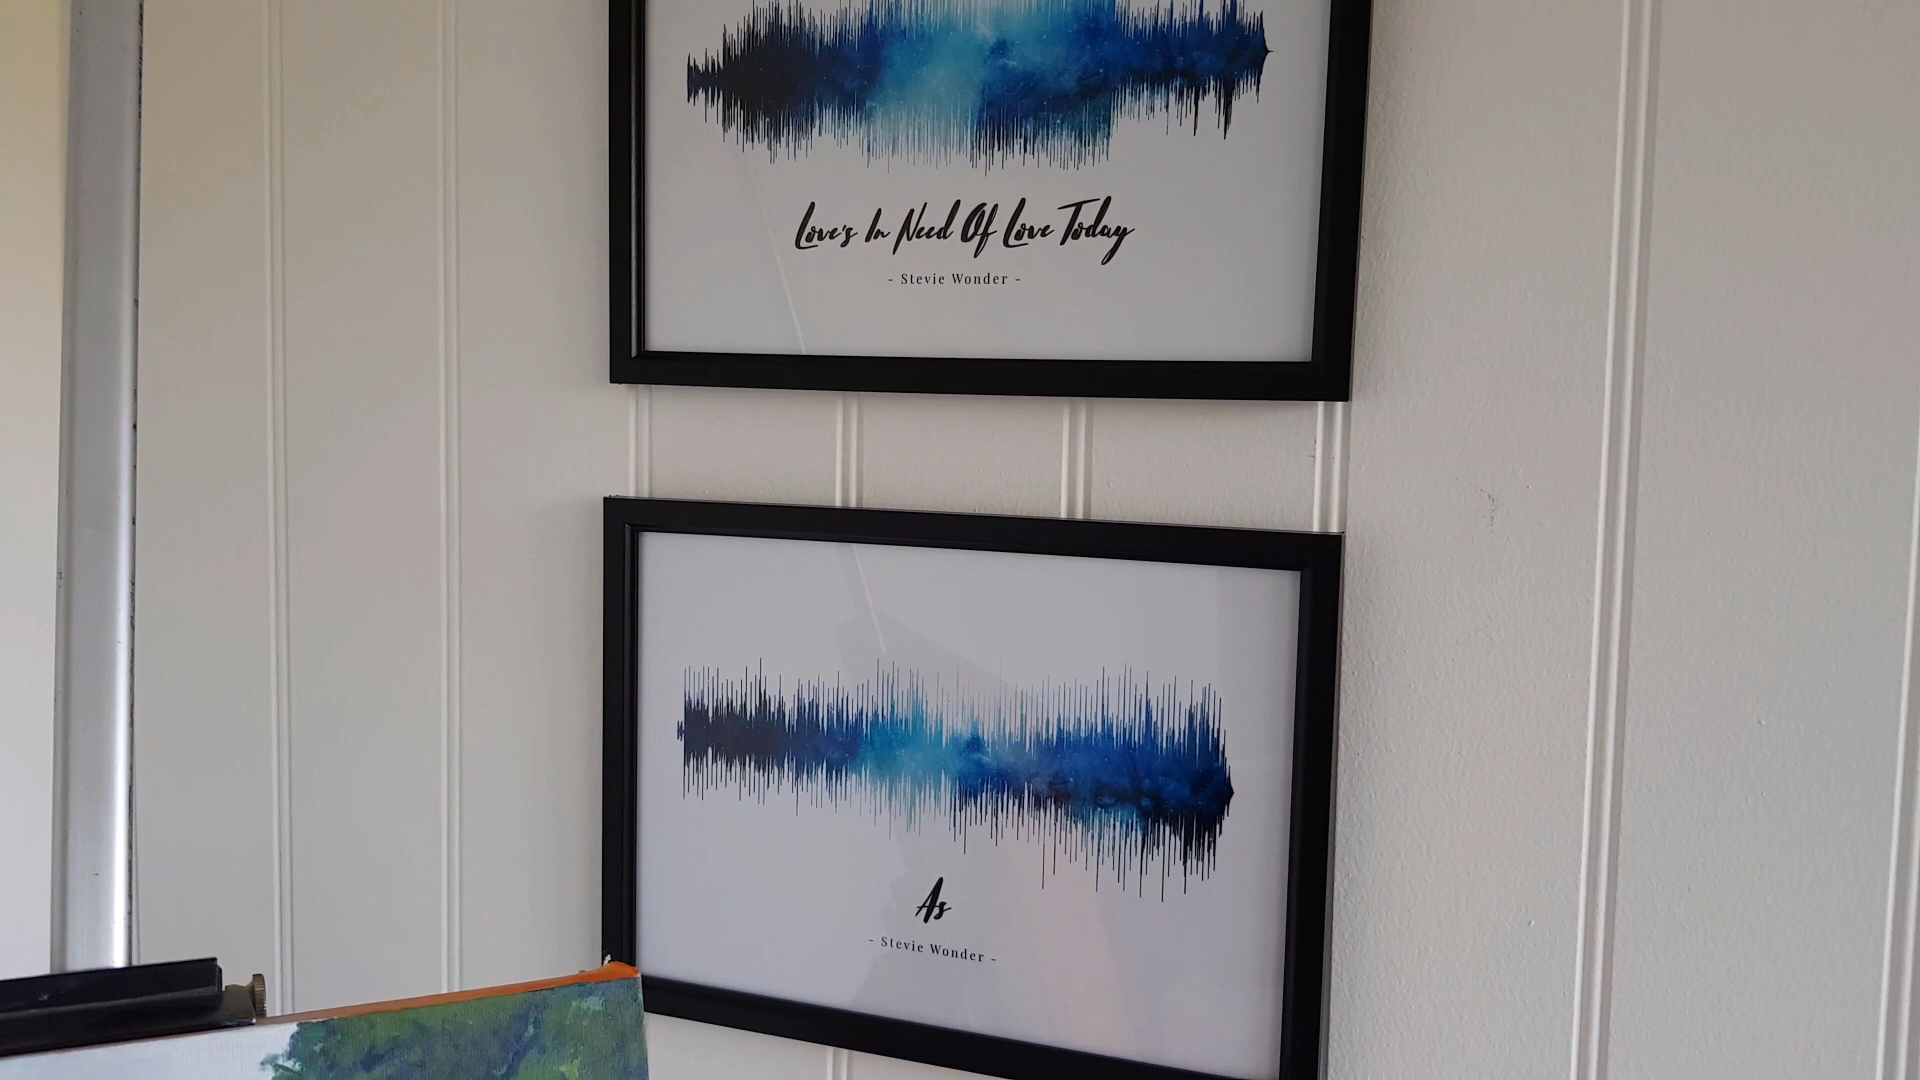 Love's In Need Of Love Today
- Stevie Wonder -
As
- Stevie Wonder -